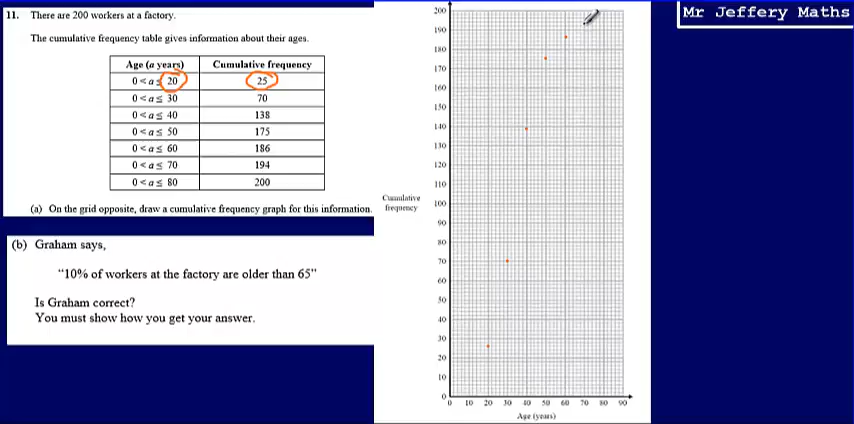 11. There are 200 workers at a factory.
The cumulative frequency table gives information about their ages.
Age (a years) Cumulative frequency
0 < a ≤ 20 25
0 < a ≤ 30 70
0 < a ≤ 40 138
0 < a ≤ 50 175
0 < a ≤ 60 186
0 < a ≤ 70 194
0 < a ≤ 80 200
(a) On the grid opposite, draw a cumulative frequency graph for this information.
(b) Graham says,
"10% of workers at the factory are older than 65"
Is Graham correct?
You must show how you get your answer.
200
190
180
170
160
150
140
130
120
110
Cumulative
frequency
100
90
80
70
60
50
40
30
20
10
0
0 10 20 30 40 50 60 70 80 90
Age (years)
Mr Jeffery Maths